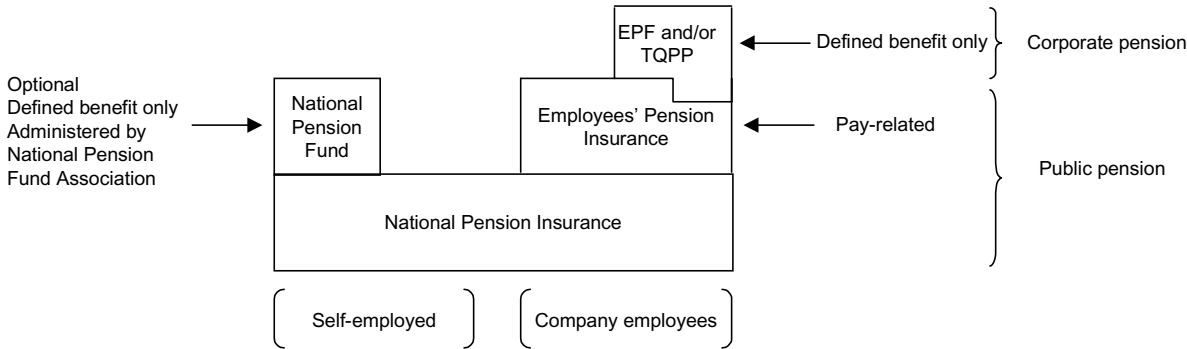 EPF and/or
TQPP
Defined benefit only
Corporate pension
Optional
Defined benefit only
Administered by
National Pension
Fund Association
National
Pension
Fund
Employees’ Pension
Insurance
Pay-related
Public pension
National Pension Insurance
Self-employed
Company employees